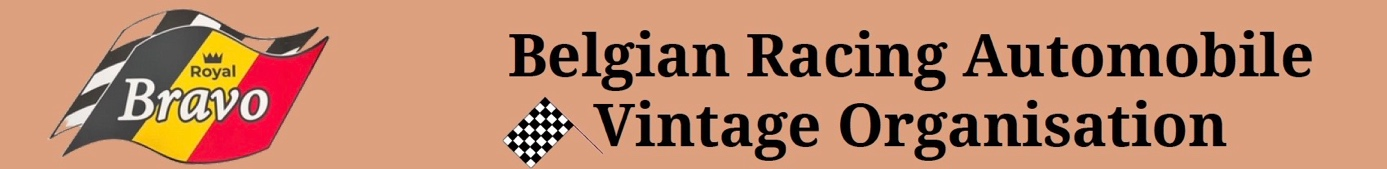 Royal
Bravo
Belgian Racing Automobile
Vintage Organisation